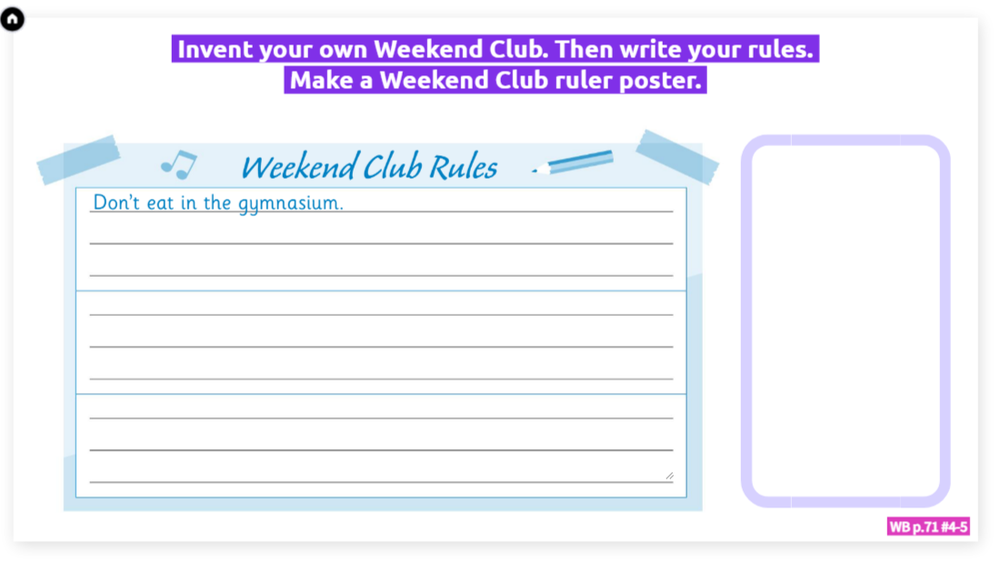 Invent your own Weekend Club. Then write your rules.
Make a Weekend Club ruler poster.
Weekend Club Rules
Don't eat in the gymnasium.
WB p.71 #4-5